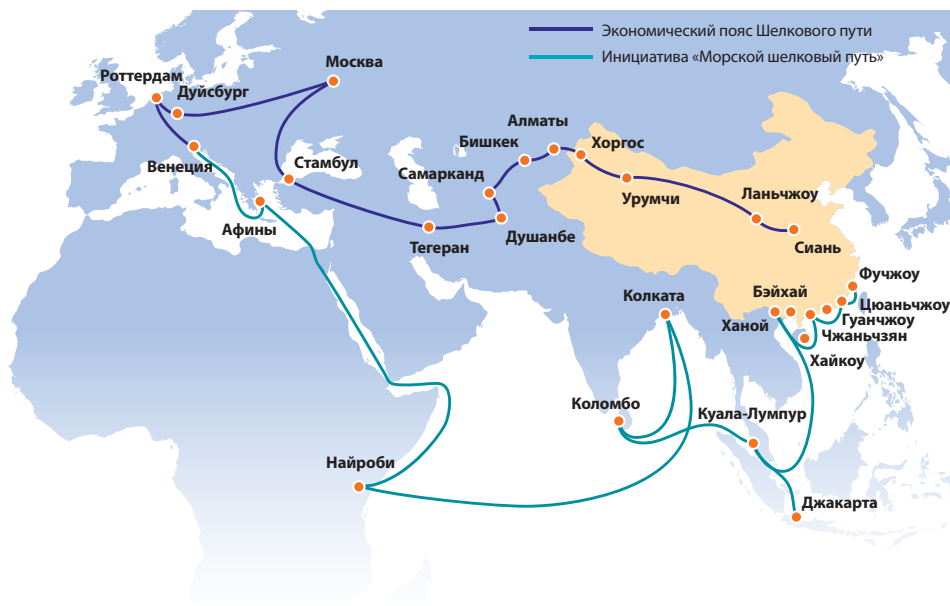 Экономический пояс Шелкового пути
Инициатива «Морской шелковый путь»
Москва
Роттердам
Дуйсбург
Алматы
Бишкек
Хоргос
Венеция
Стамбул
Самарканд
Урумчи
Ланьчжоу
Афины
Тегеран
Душанбе
Сиань
Фучжоу
Колката
Бэйхай
Цюаньчжоу
Ханой
Гуанчжоу
Чжаньчзян
Хайкоу
Коломбо
Куала-Лумпур
Найроби
Джакарта